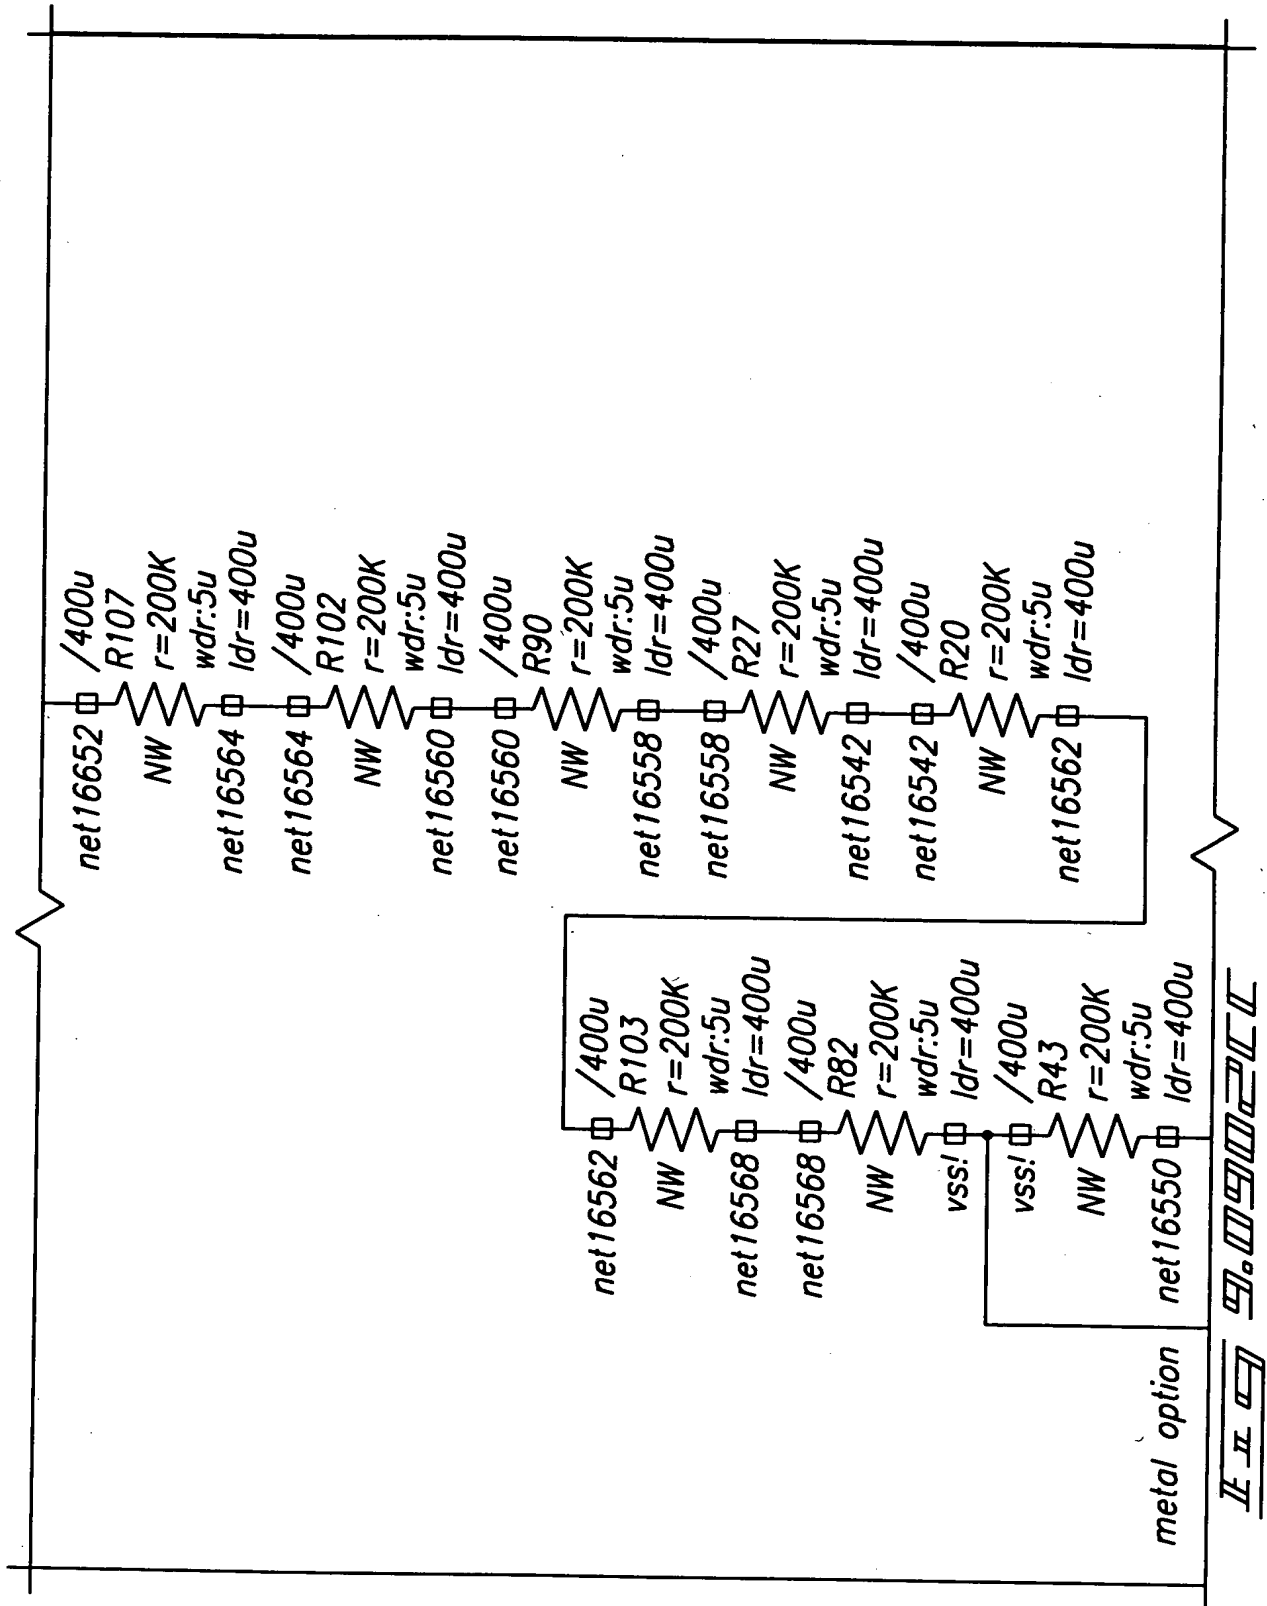 net16652
/400u
R107
r=200K
NW
wdr:5u
ldr=400u
net16564
net16564
/400u
R102
r=200K
NW
wdr:5u
ldr=400u
net16560
net16560
/400u
R90
r=200K
NW
wdr:5u
ldr=400u
net16558
net16558
/400u
R27
r=200K
NW
wdr:5u
ldr=400u
net16542
net16542
/400u
R20
r=200K
NW
wdr:5u
ldr=400u
net16562
net16562
/400u
R103
r=200K
NW
wdr:5u
ldr=400u
net16568
net16568
/400u
R82
r=200K
NW
wdr:5u
ldr=400u
vss!
vss!
/400u
R43
r=200K
NW
wdr:5u
ldr=400u
net16550
metal option
FIG 9.0902CC